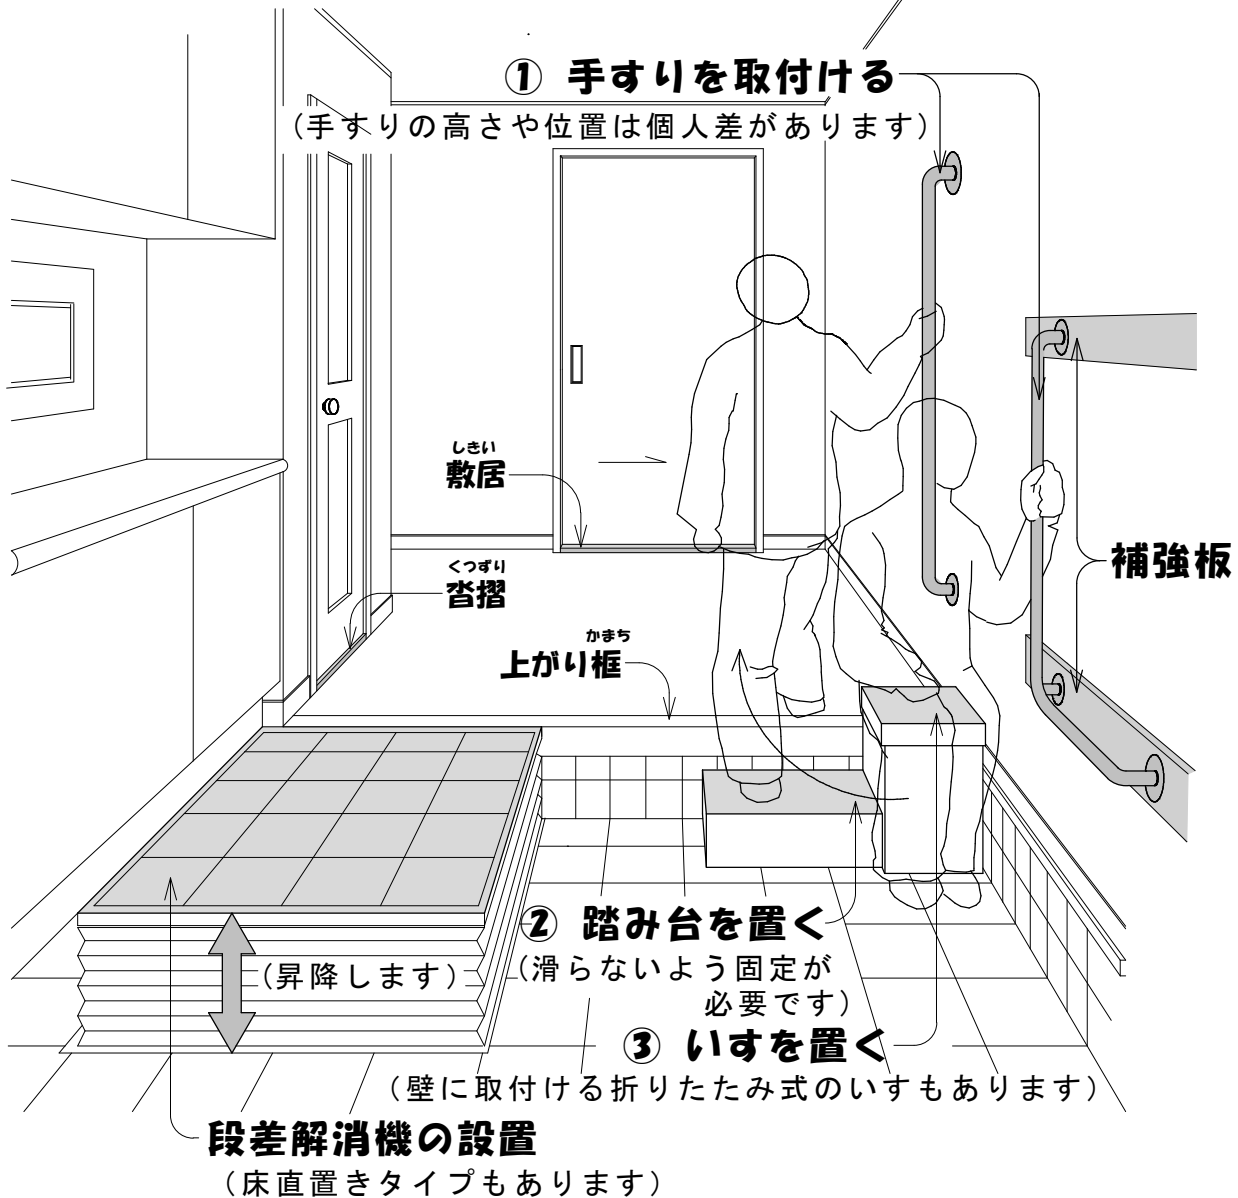 ① 手すりを取付ける
（手すりの高さや位置は個人差があります）
しきい
敷居
くつずり
沓摺
補強板
かまち
上がり框
② 踏み台を置く
（滑らないよう固定が
必要です）
（昇降します）
③ いすを置く
（壁に取付ける折りたたみ式のいすもあります）
段差解消機の設置
（床直置きタイプもあります）